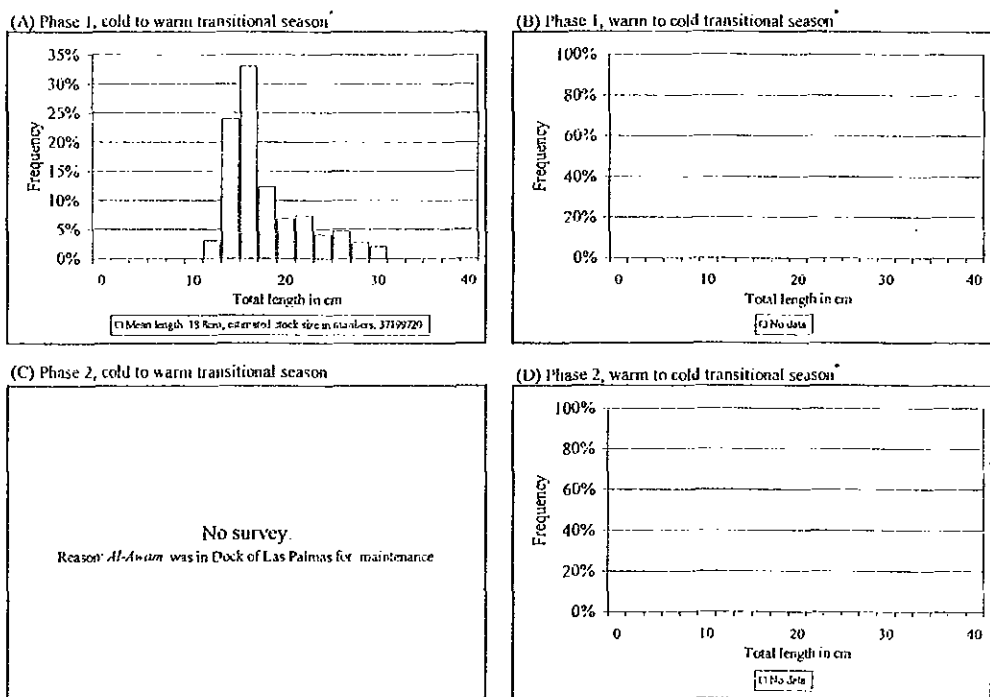 (A) Phase 1, cold to warm transitional season*
35%
30%
25%
20%
15%
10%
5%
0%
Frequency
0 10 20 30 40
Total length in cm
Mean length: 18.8cm, estimated stock size in numbers, 37199729
(B) Phase 1, warm to cold transitional season*
100%
80%
60%
40%
20%
0%
Frequency
0 10 20 30 40
Total length in cm
No data
(C) Phase 2, cold to warm transitional season
No survey.
Reason: Al-Awam was in Dock of Las Palmas for maintenance
(D) Phase 2, warm to cold transitional season*
100%
80%
60%
40%
20%
0%
Frequency
0 10 20 30 40
Total length in cm
No data